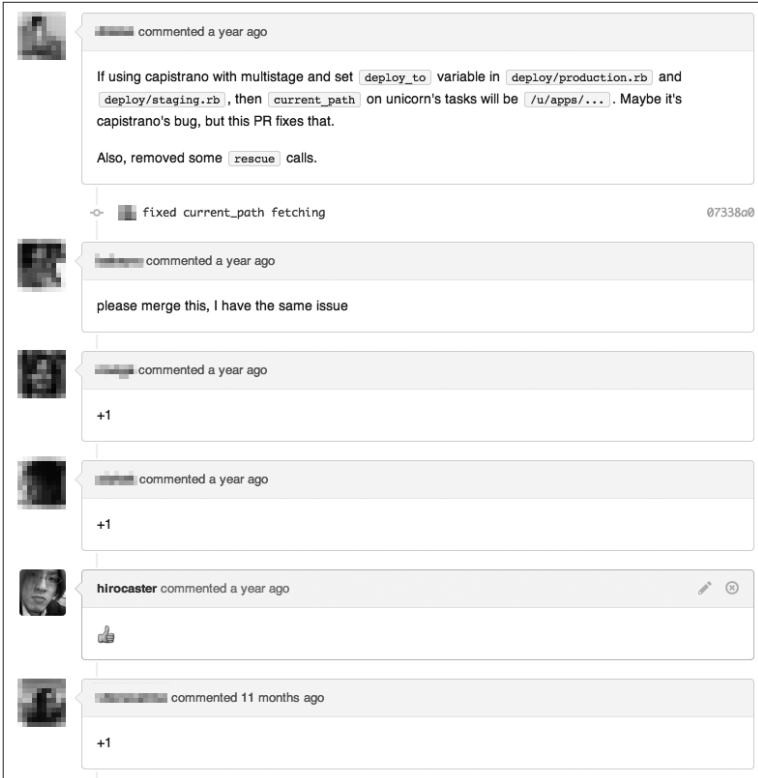 commented a year ago
If using capistrano with multistage and set deploy_to variable in deploy/production.rb and
deploy/staging.rb , then current_path on unicorn's tasks will be /u/apps/... . Maybe it's
capistrano's bug, but this PR fixes that.
Also, removed some rescue calls.
fixed current_path fetching 07338a0
commented a year ago
please merge this, I have the same issue
commented a year ago
+1
commented a year ago
+1
hirocaster commented a year ago
commented 11 months ago
+1